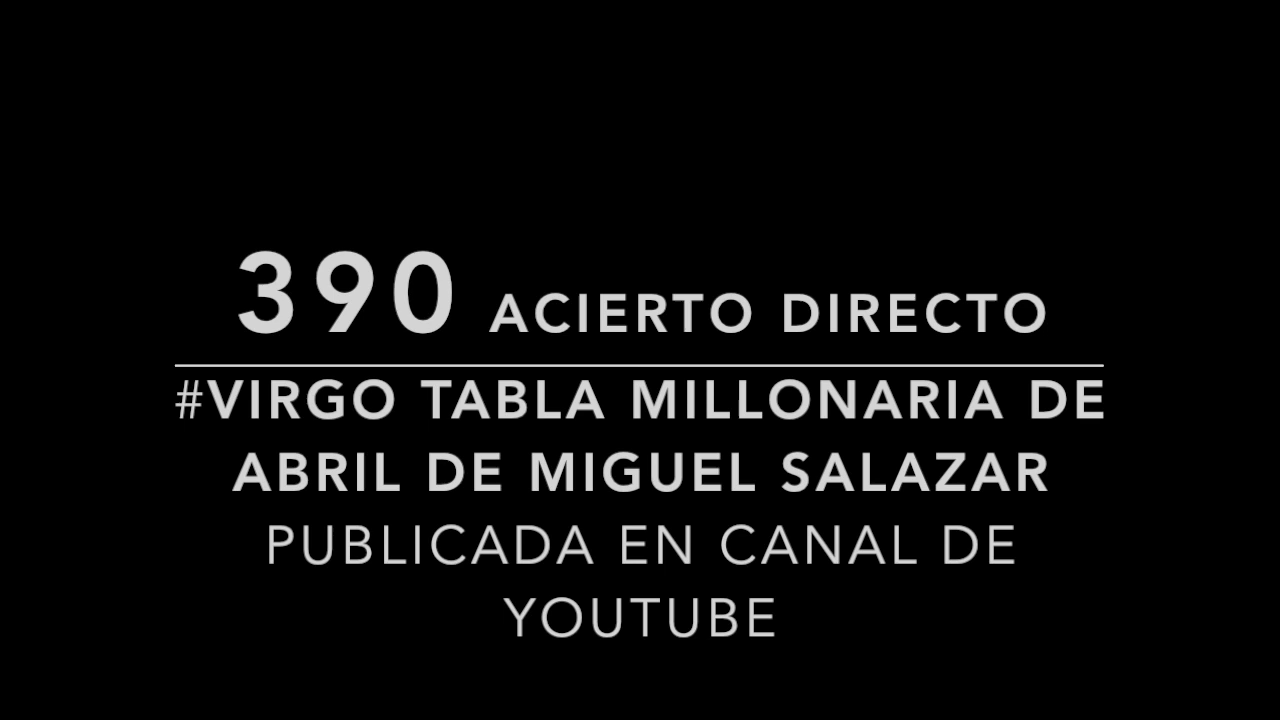 390 ACIERTO DIRECTO
#VIRGO TABLA MILLONARIA DE
ABRIL DE MIGUEL SALAZAR
PUBLICADA EN CANAL DE
YOUTUBE